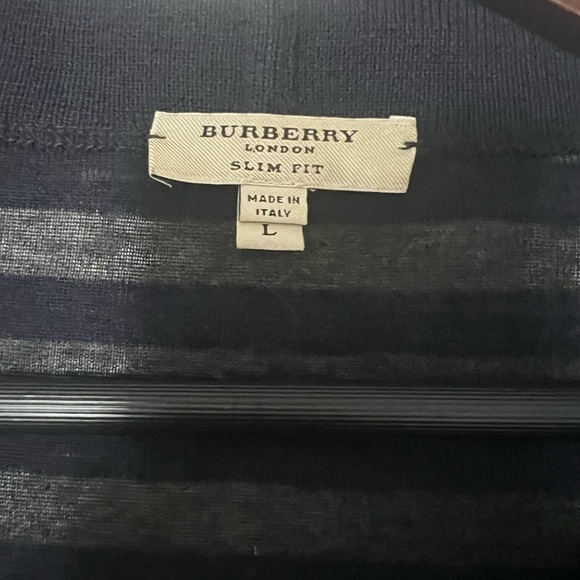 BURBERRY
LONDON
SLIM FIT
MADE IN
ITALY
L